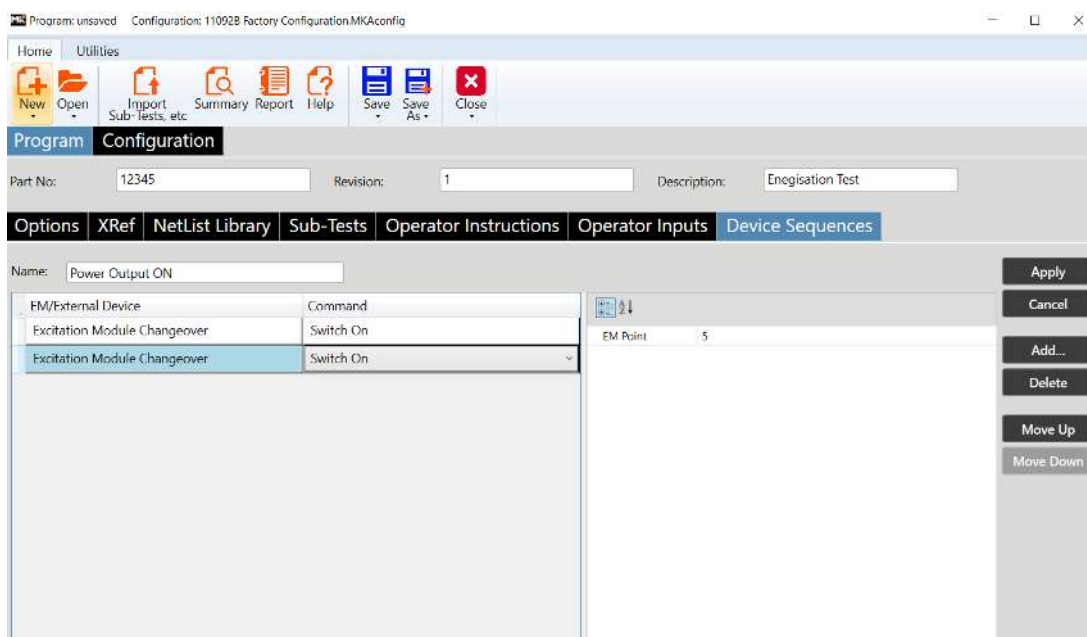 MK Program: unsaved Configuration: 11092B Factory Configuration.MKAconfig
Home Utilities
New Open Import Sub-Tests, etc Summary Report Help Save Save As Close
Program Configuration
Part No: 12345 Revision: 1 Description: Enegisation Test
Options XRef NetList Library Sub-Tests Operator Instructions Operator Inputs Device Sequences
Name: Power Output ON
Apply
EM/External Device Command
Cancel
Excitation Module Changeover Switch On
EM Point 5
Excitation Module Changeover Switch On
Add...
Delete
Move Up
Move Down